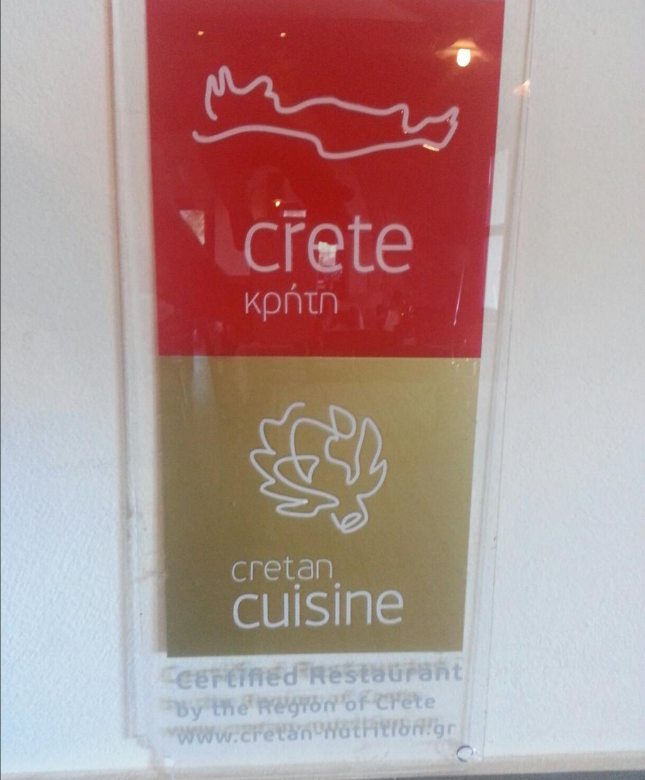 crete
κρήτη
cretan
cuisine
Certified Restaurant
by the Region of Crete
www.cretan-nutrition.gr